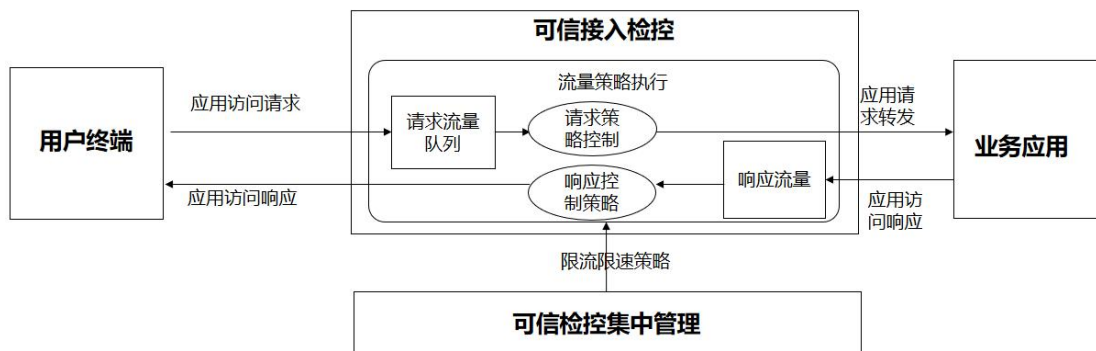 可信接入检控
流量策略执行
用户终端
应用访问请求
请求流量
队列
请求策
略控制
应用请
求转发
业务应用
应用访问响应
响应控
制策略
响应流量
应用访
问响应
限流限速策略
可信检控集中管理